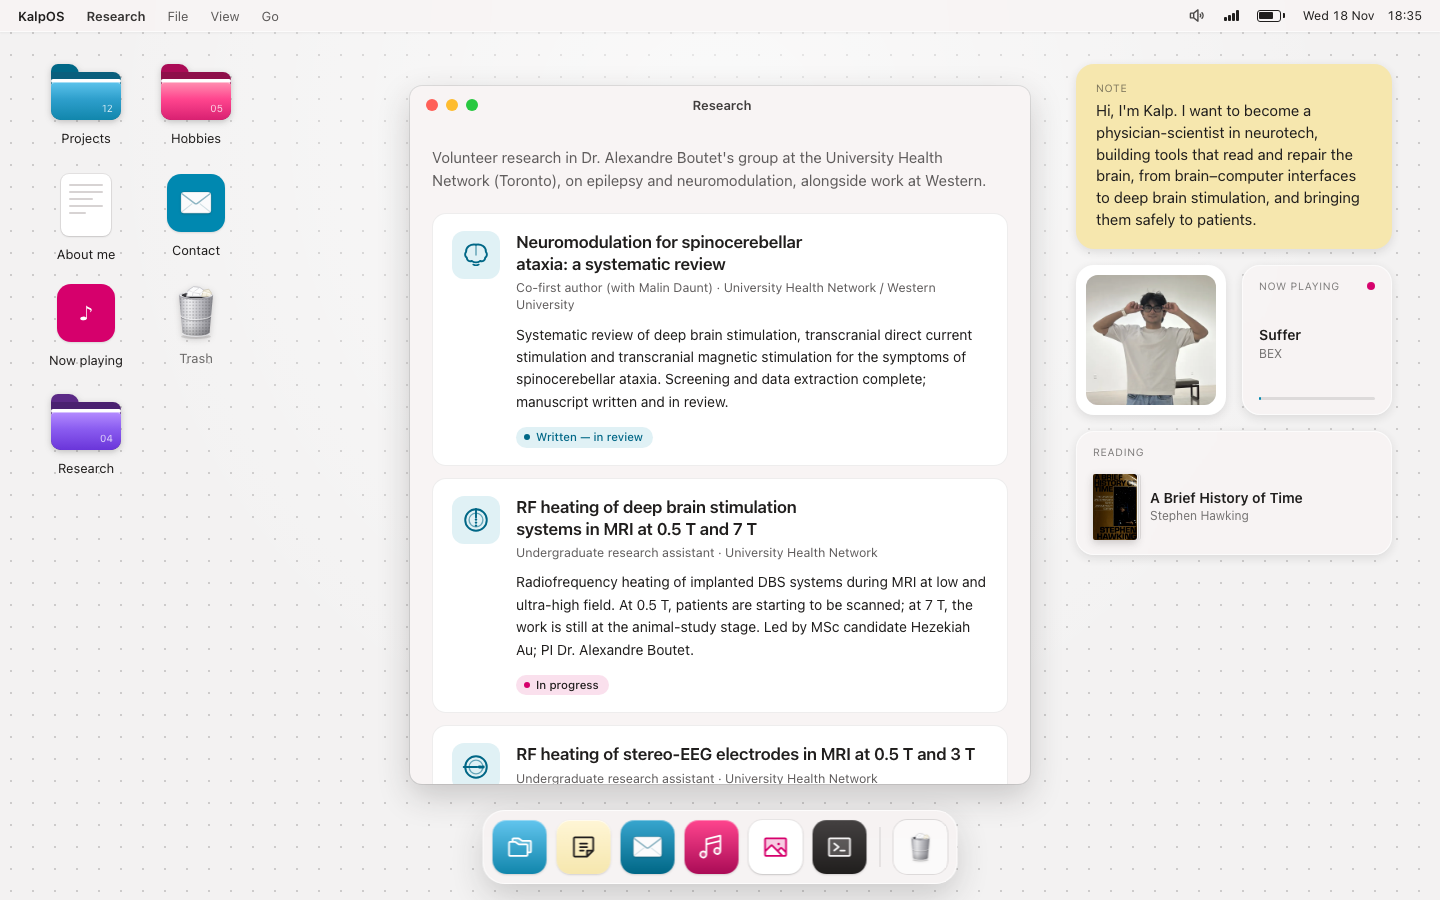 KalpOS Research File View Go
Wed 18 Nov 18:35
12
Projects
05
Hobbies
About me
Contact
Now playing
Trash
04
Research
Research
Volunteer research in Dr. Alexandre Boutet's group at the University Health
Network (Toronto), on epilepsy and neuromodulation, alongside work at Western.
Neuromodulation for spinocerebellar
ataxia: a systematic review
Co-first author (with Malin Daunt) · University Health Network / Western
University
Systematic review of deep brain stimulation, transcranial direct current
stimulation and transcranial magnetic stimulation for the symptoms of
spinocerebellar ataxia. Screening and data extraction complete;
manuscript written and in review.
Written — in review
RF heating of deep brain stimulation
systems in MRI at 0.5 T and 7 T
Undergraduate research assistant · University Health Network
Radiofrequency heating of implanted DBS systems during MRI at low and
ultra-high field. At 0.5 T, patients are starting to be scanned; at 7 T, the
work is still at the animal-study stage. Led by MSc candidate Hezekiah
Au; PI Dr. Alexandre Boutet.
In progress
RF heating of stereo-EEG electrodes in MRI at 0.5 T and 3 T
Undergraduate research assistant · University Health Network
NOTE
Hi, I'm Kalp. I want to become a
physician-scientist in neurotech,
building tools that read and repair the
brain, from brain–computer interfaces
to deep brain stimulation, and bringing
them safely to patients.
NOW PLAYING
Suffer
BEX
READING
A BRIEF
HISTORY OF
TIME
STEPHEN
HAWKING
A Brief History of Time
Stephen Hawking